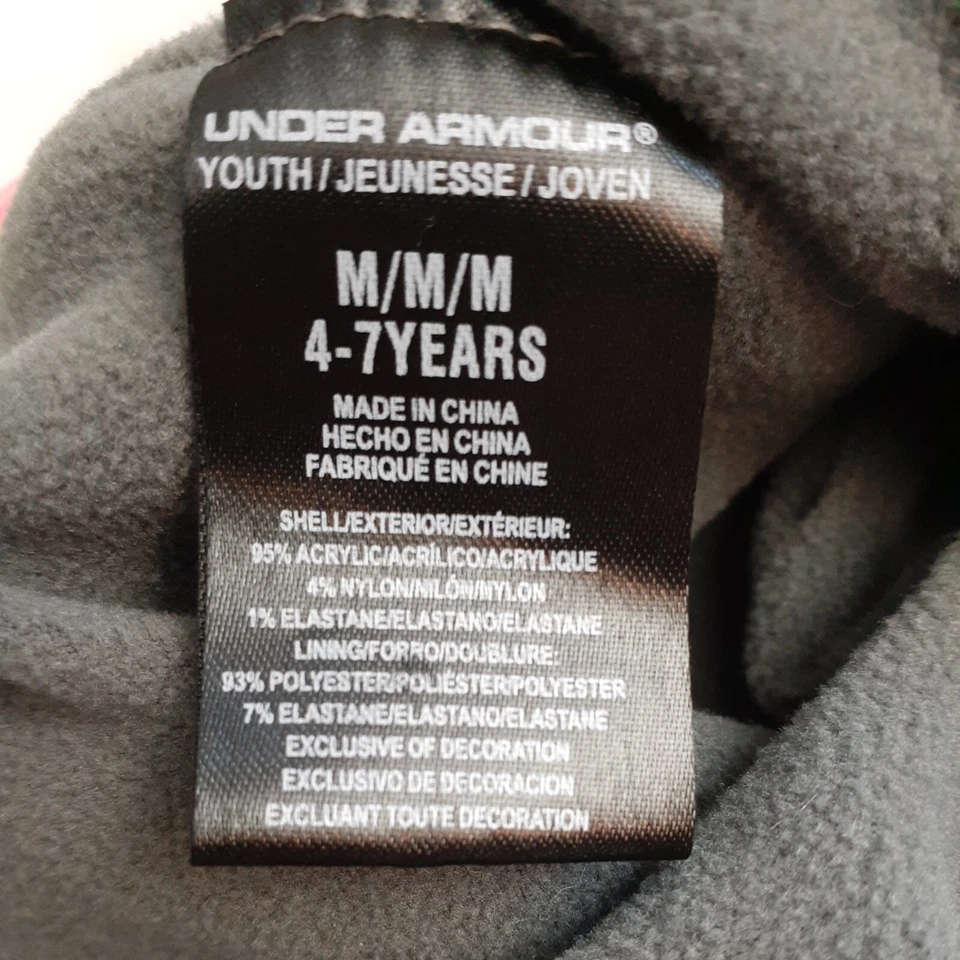 UNDER ARMOUR®
YOUTH / JEUNESSE / JOVEN
M/M/M
4-7YEARS
MADE IN CHINA
HECHO EN CHINA
FABRIQUÉ EN CHINE
SHELL/EXTERIOR/EXTÉRIEUR:
95% ACRYLIC/ACRÍLICO/ACRYLIQUE
4% NYLON/NILÓN/NYLON
1% ELASTANE/ELASTANO/ELASTANE
LINING/FORRO/DOUBLURE:
93% POLYESTER/POLIÉSTER/POLYESTER
7% ELASTANE/ELASTANO/ELASTANE
EXCLUSIVE OF DECORATION
EXCLUSIVO DE DECORACION
EXCLUANT TOUTE DECORATION